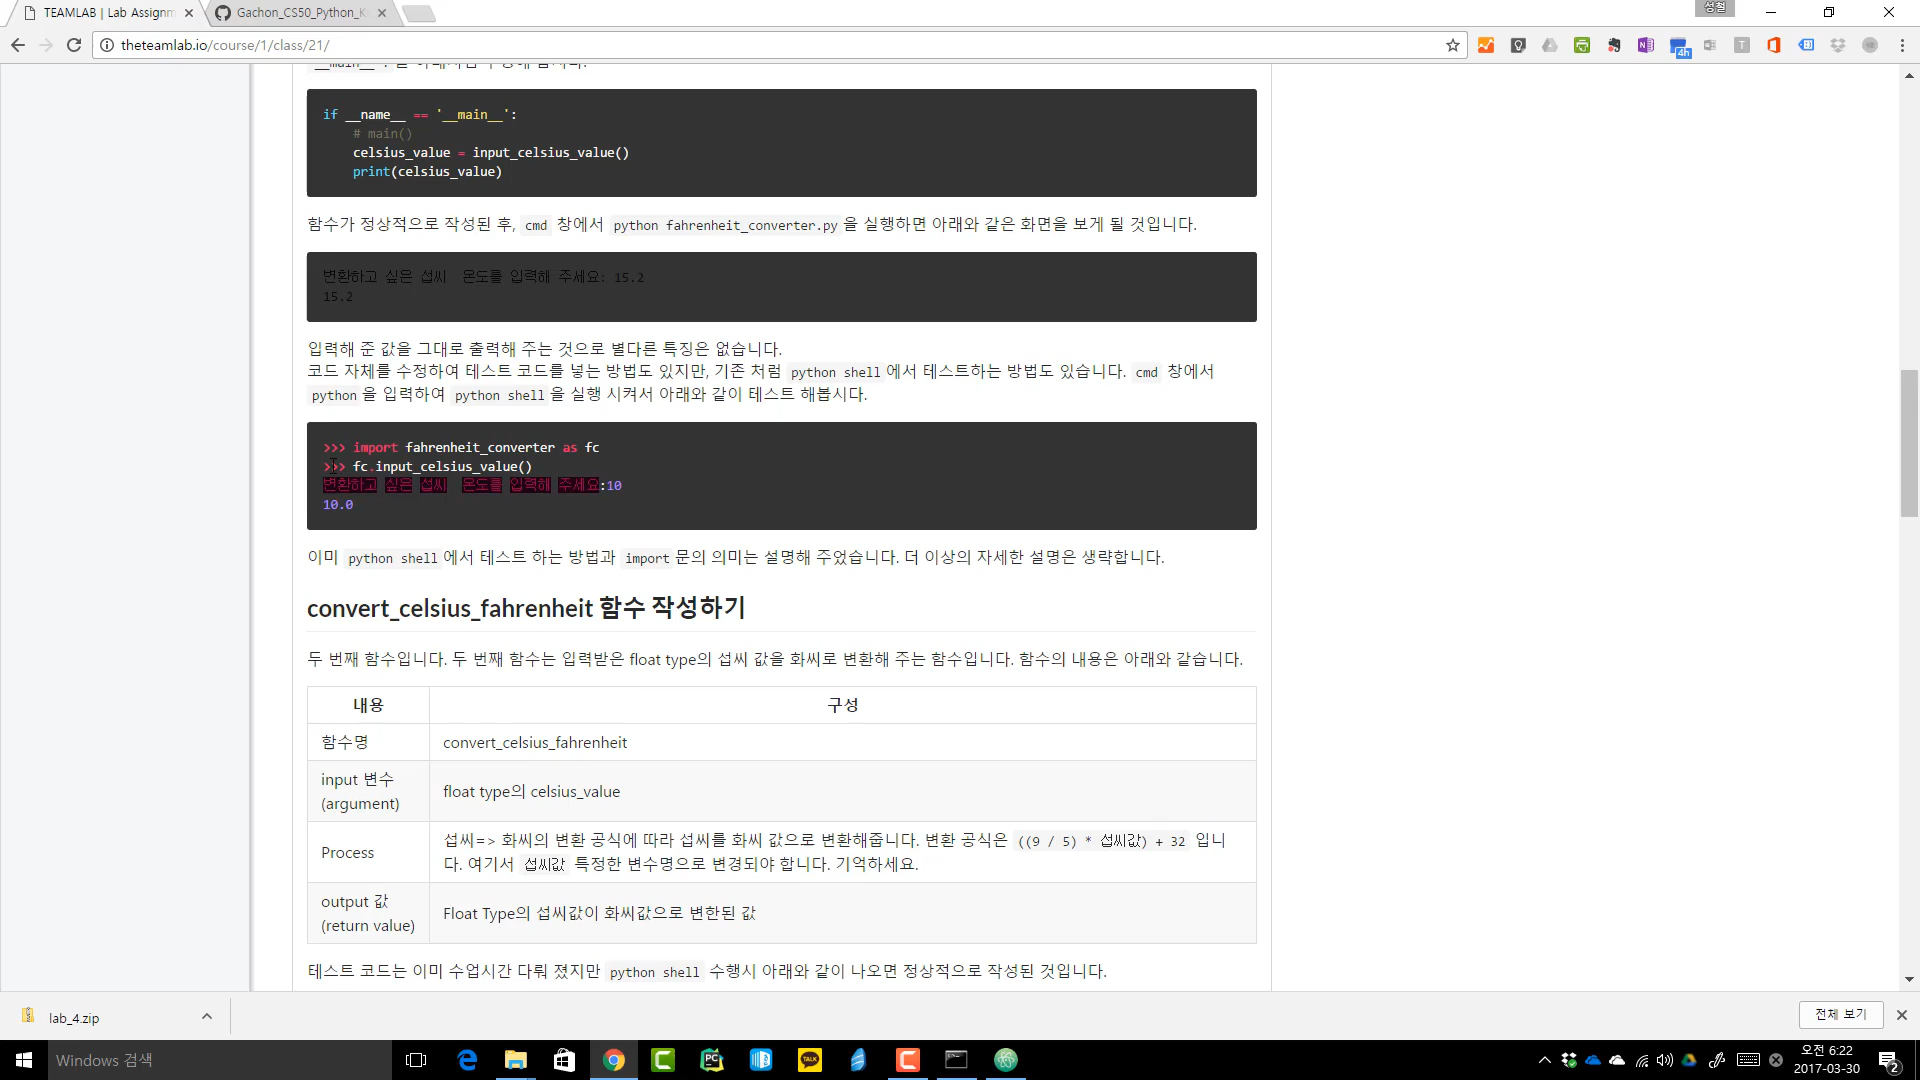 TEAMLAB | Lab Assignm
Gachon_CS50_Python_K
성철
theteamlab.io/course/1/class/21/
if __name__ == '__main__':
# main()
celsius_value = input_celsius_value()
print(celsius_value)
함수가 정상적으로 작성된 후, cmd 창에서 python fahrenheit_converter.py 을 실행하면 아래와 같은 화면을 보게 될 것입니다.
변환하고 싶은 섭씨 온도를 입력해 주세요: 15.2
15.2
입력해 준 값을 그대로 출력해 주는 것으로 별다른 특징은 없습니다.
코드 자체를 수정하여 테스트 코드를 넣는 방법도 있지만, 기존 처럼 python shell 에서 테스트하는 방법도 있습니다. cmd 창에서
python 을 입력하여 python shell 을 실행 시켜서 아래와 같이 테스트 해봅시다.
>>> import fahrenheit_converter as fc
>>> fc.input_celsius_value()
변환하고 싶은 섭씨 온도를 입력해 주세요:10
10.0
이미 python shell 에서 테스트 하는 방법과 import 문의 의미는 설명해 주었습니다. 더 이상의 자세한 설명은 생략합니다.
convert_celsius_fahrenheit 함수 작성하기
두 번째 함수입니다. 두 번째 함수는 입력받은 float type의 섭씨 값을 화씨로 변환해 주는 함수입니다. 함수의 내용은 아래와 같습니다.
내용 구성
함수명 convert_celsius_fahrenheit
input 변수
(argument)
float type의 celsius_value
Process
섭씨=> 화씨의 변환 공식에 따라 섭씨를 화씨 값으로 변환해줍니다. 변환 공식은 ((9 / 5) * 섭씨값) + 32 입니
다. 여기서 섭씨값 특정한 변수명으로 변경되야 합니다. 기억하세요.
output 값
(return value)
Float Type의 섭씨값이 화씨값으로 변한된 값
테스트 코드는 이미 수업시간 다뤄 졌지만 python shell 수행시 아래와 같이 나오면 정상적으로 작성된 것입니다.
lab_4.zip
전체 보기
Windows 검색
오전 6:22
2017-03-30
4h
2